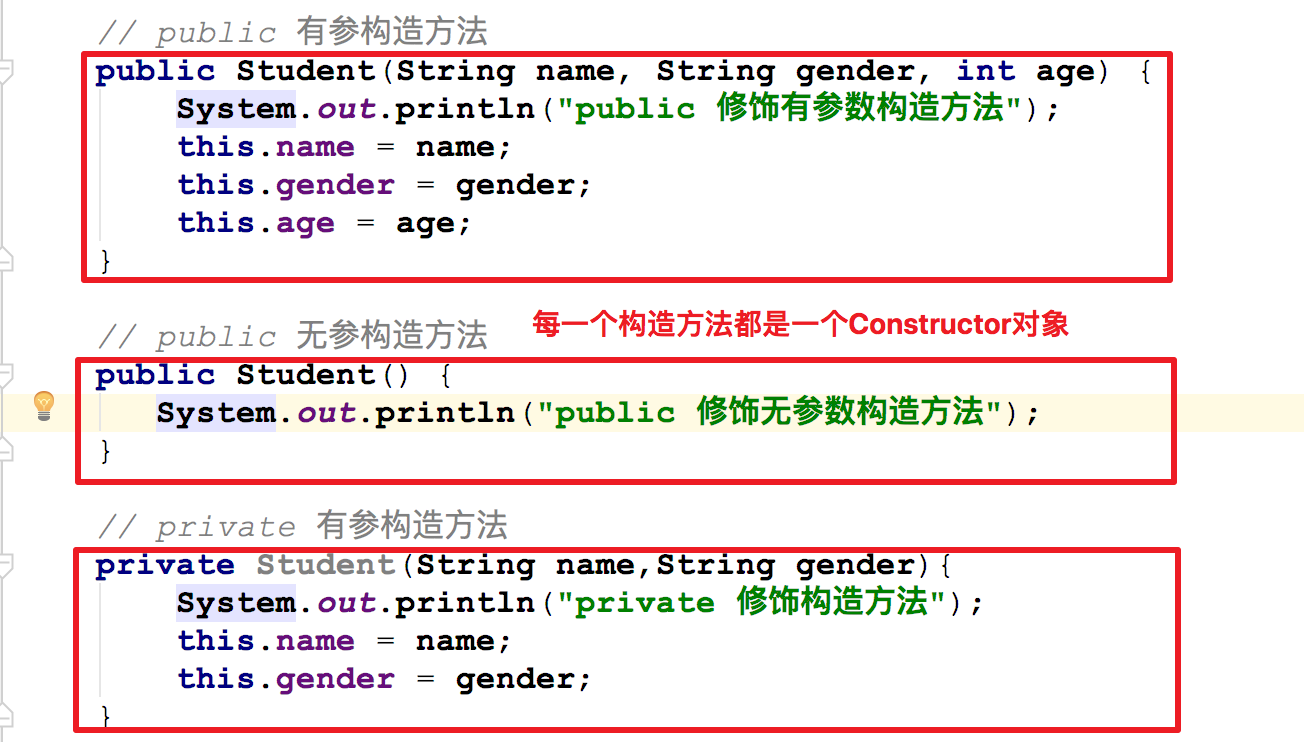 // public 有参构造方法
public Student(String name, String gender, int age) {
System.out.println("public 修饰有参数构造方法");
this.name = name;
this.gender = gender;
this.age = age;
}
// public 无参构造方法
每一个构造方法都是一个Constructor对象
public Student() {
System.out.println("public 修饰无参数构造方法");
}
// private 有参构造方法
private Student(String name,String gender){
System.out.println("private 修饰构造方法");
this.name = name;
this.gender = gender;
}